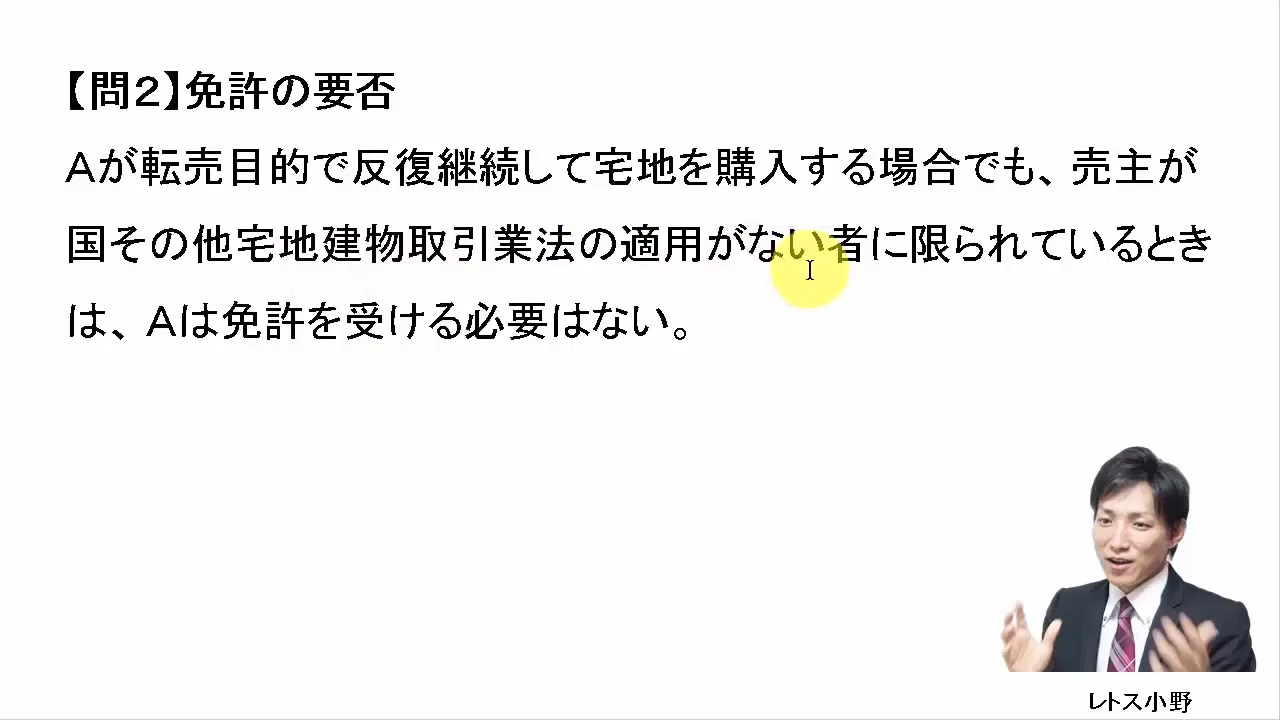 【問２】免許の要否
Ａが転売目的で反復継続して宅地を購入する場合でも、売主が
国その他宅地建物取引業法の適用がない者に限られているとき
は、Ａは免許を受ける必要はない。
レトス小野